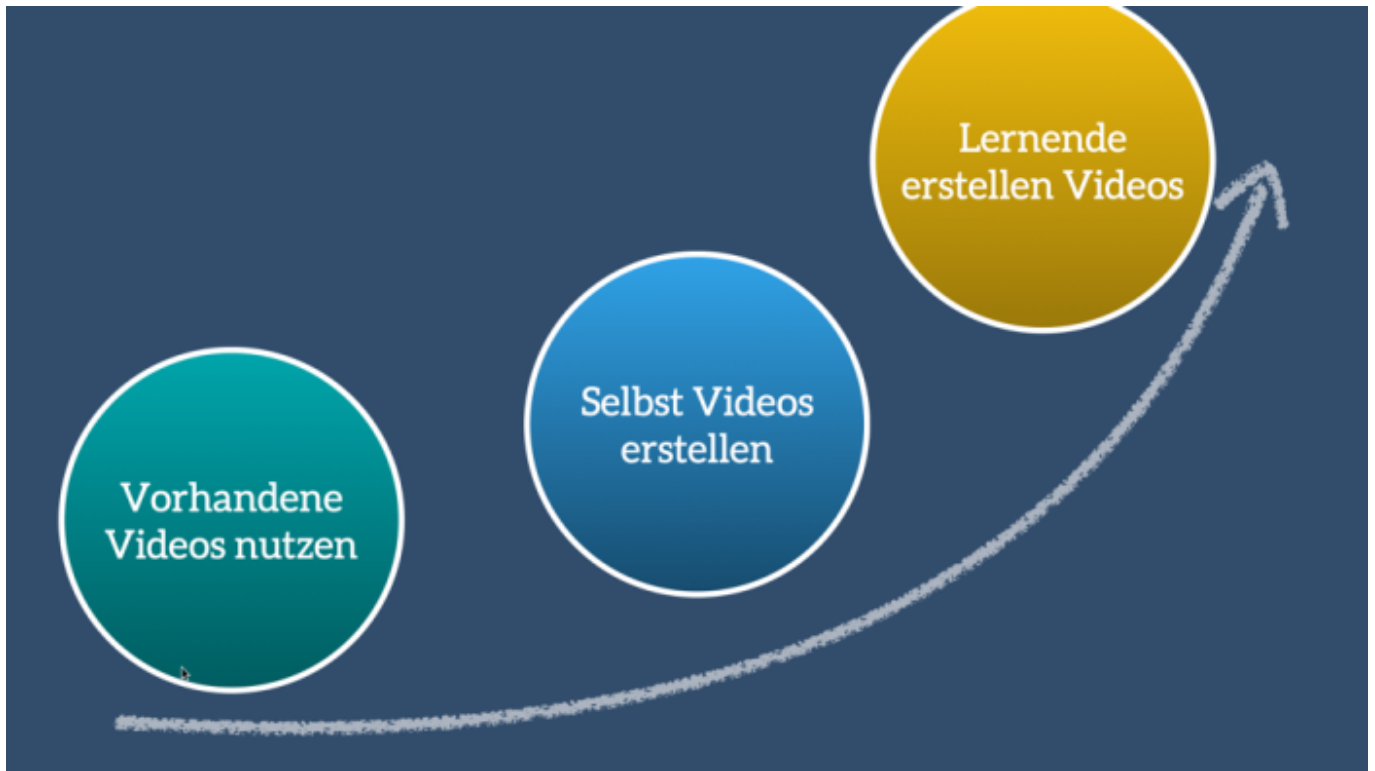 Lernende
erstellen Videos
Selbst Videos
erstellen
Vorhandene
Videos nutzen